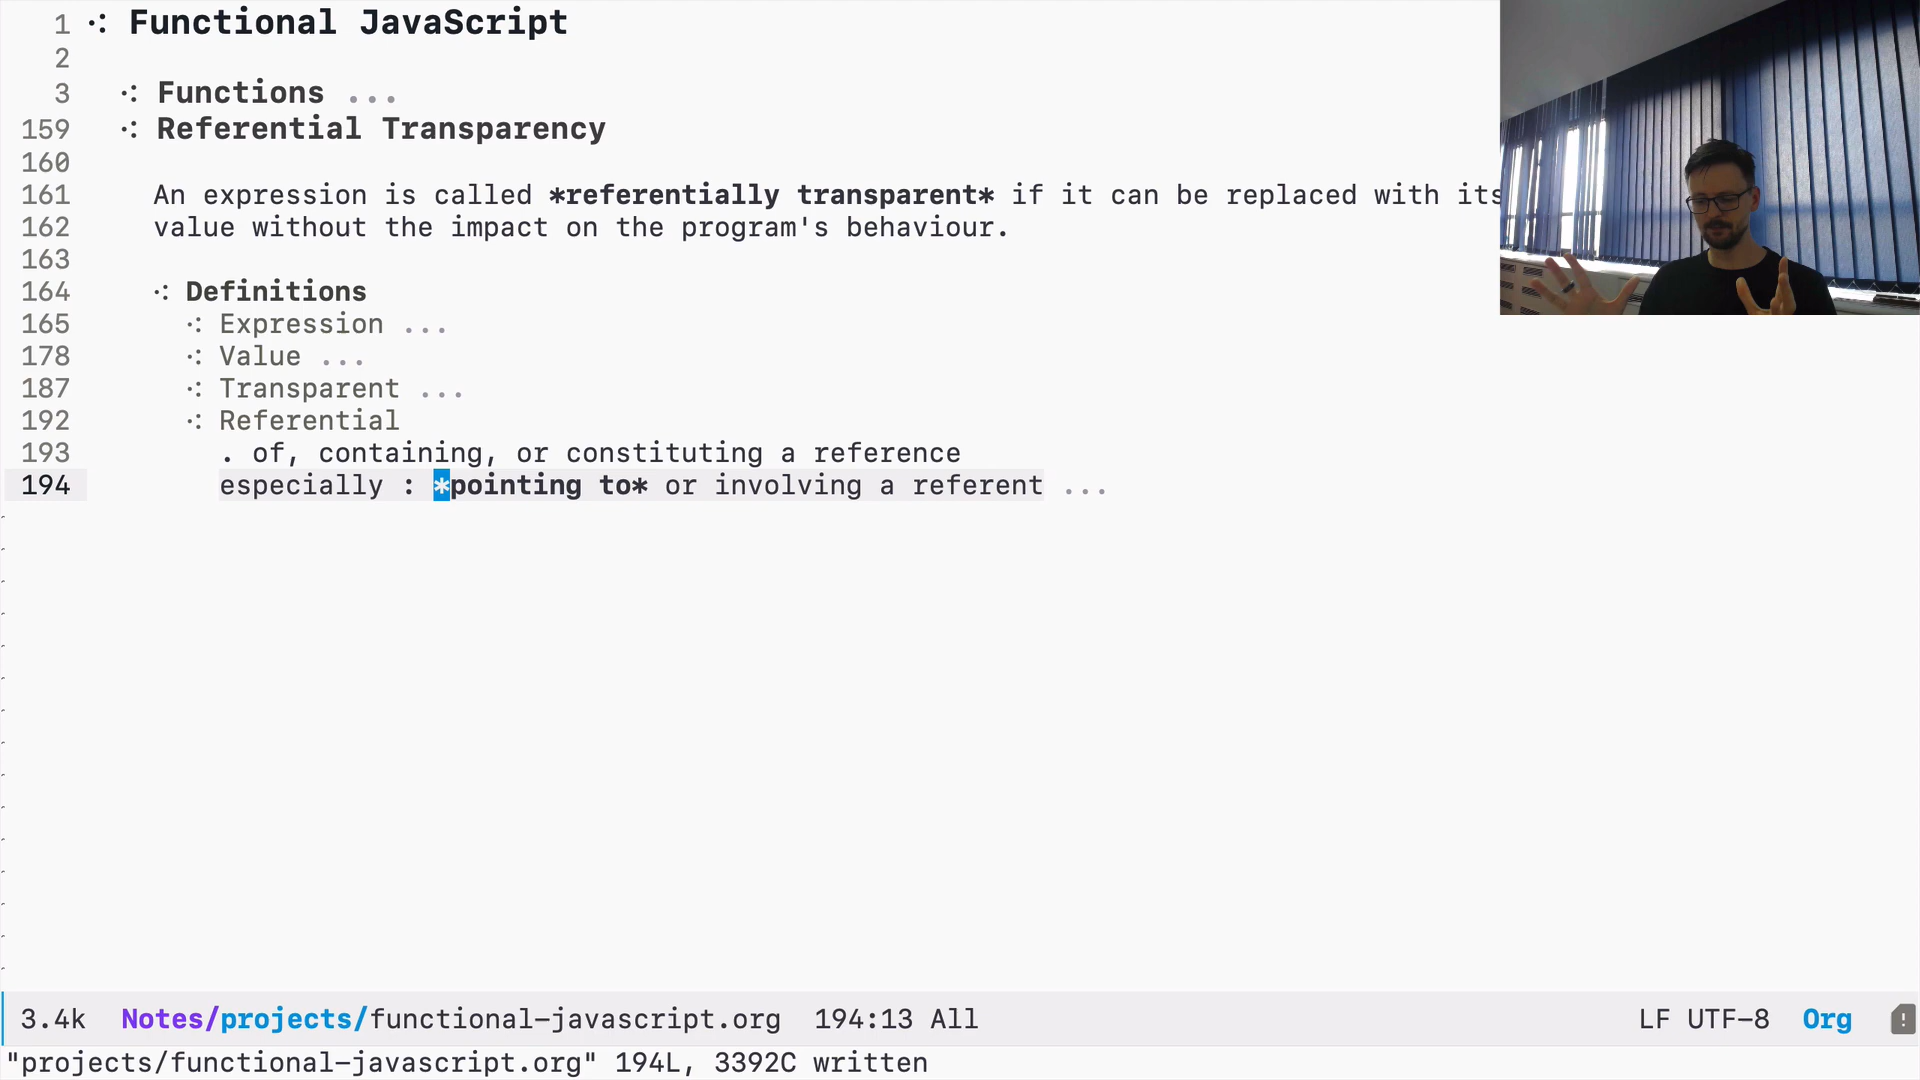 1 Functional JavaScript
2
3 Functions ...
159 Referential Transparency
160
161 An expression is called *referentially transparent* if it can be replaced with its
162 value without the impact on the program's behaviour.
163
164 Definitions
165 Expression ...
178 Value ...
187 Transparent ...
192 Referential
193 . of, containing, or constituting a reference
194 especially : *pointing to* or involving a referent ...
3.4k Notes/projects/functional-javascript.org 194:13 All LF UTF-8 Org
"projects/functional-javascript.org" 194L, 3392C written